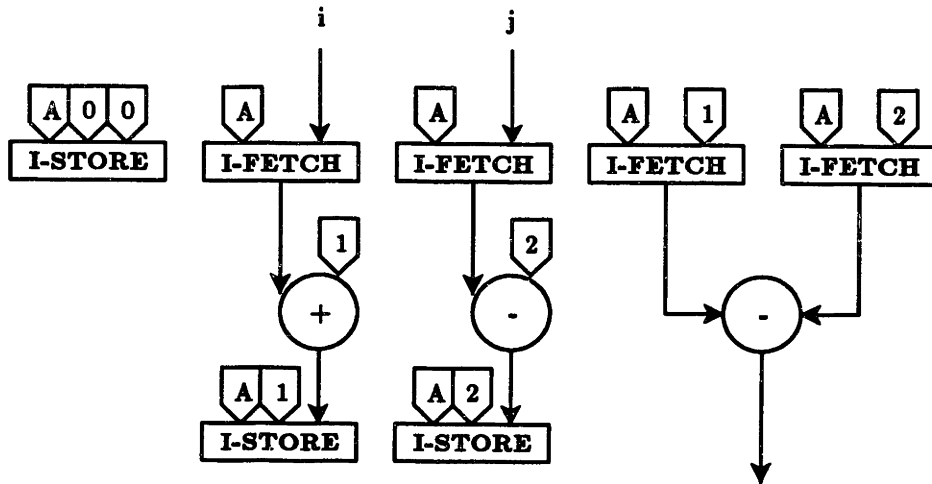 i j
A 0 0 A A A 1 A 2
I-STORE I-FETCH I-FETCH I-FETCH I-FETCH
1 2
+ - -
A 1 A 2
I-STORE I-STORE